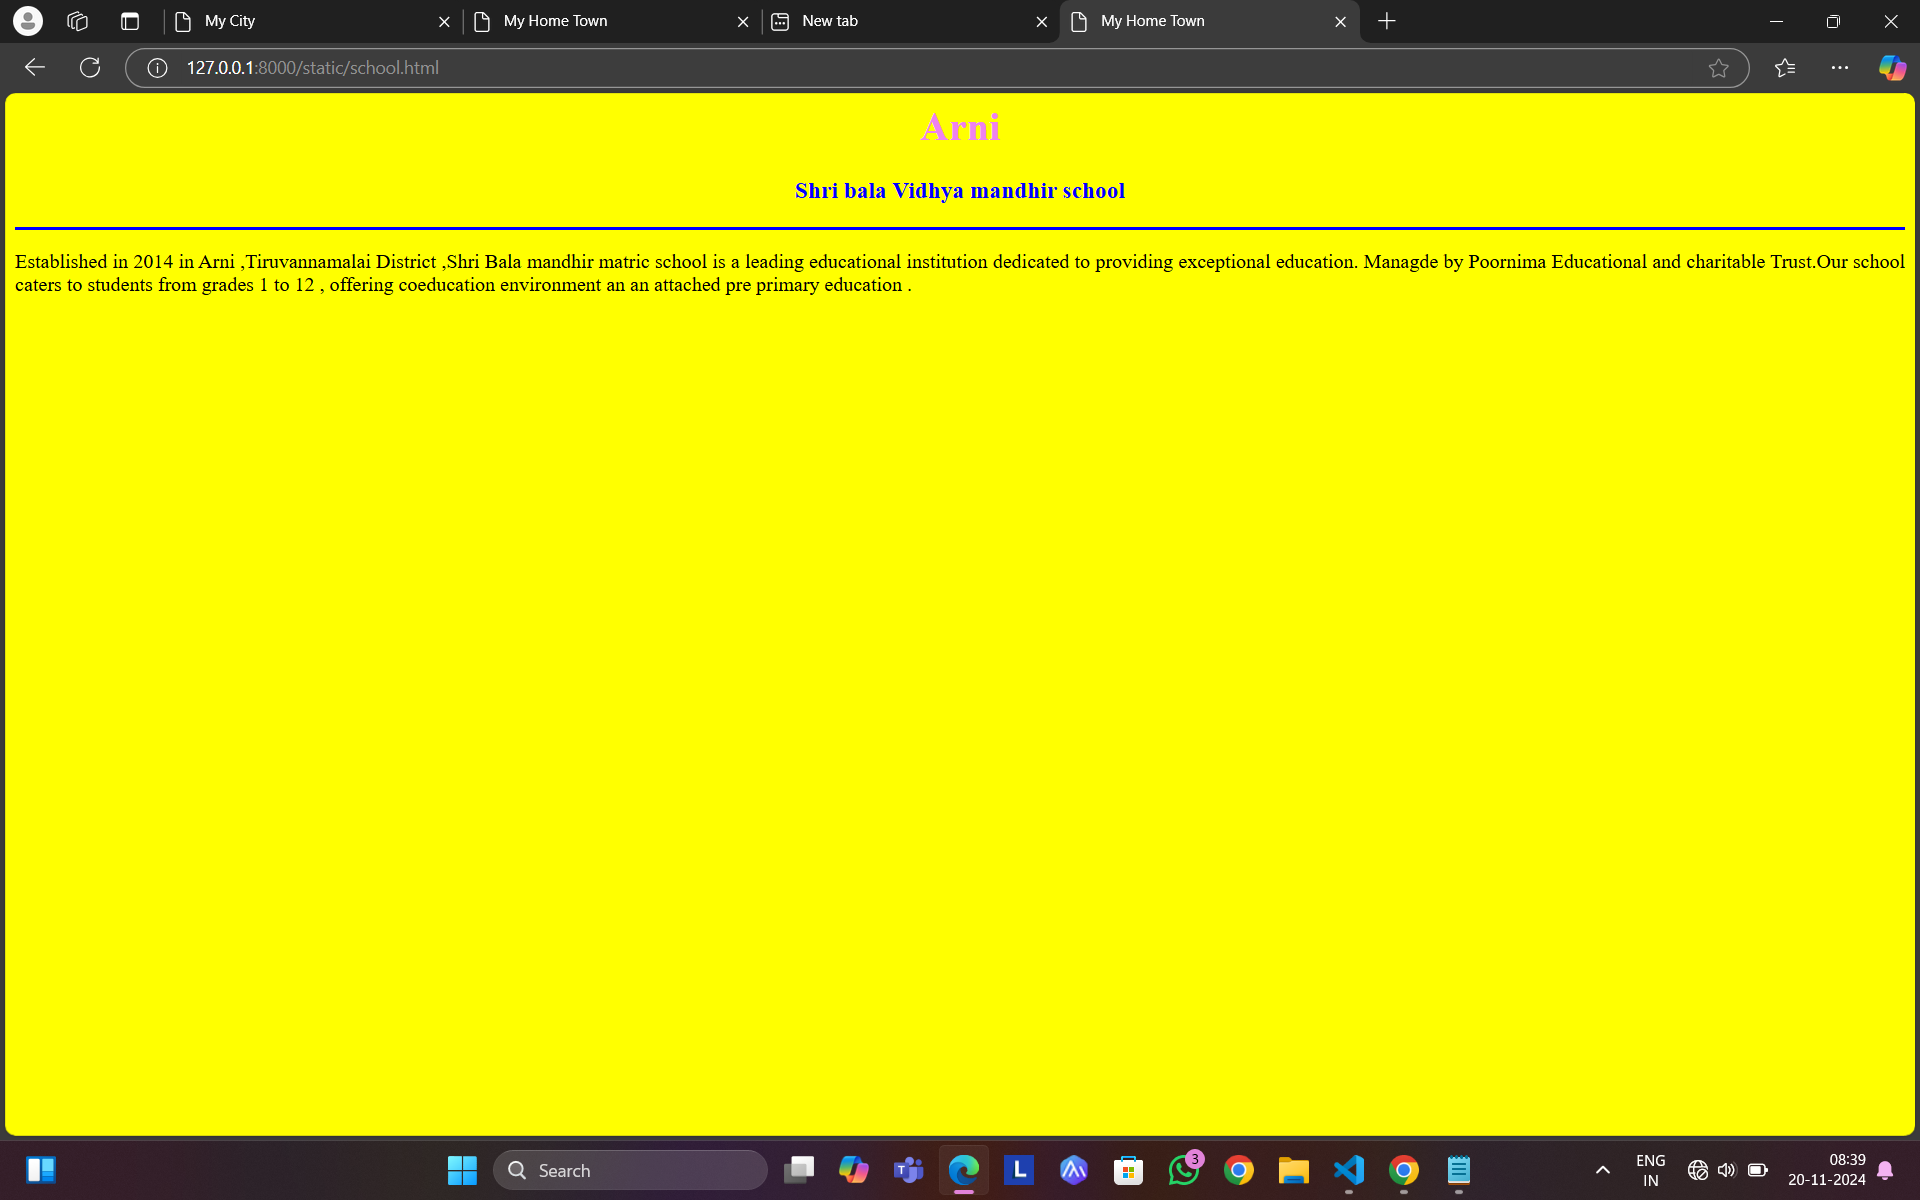 My City
My Home Town
New tab
My Home Town
127.0.0.1:8000/static/school.html
Arni
Shri bala Vidhya mandhir school
Established in 2014 in Arni ,Tiruvannamalai District ,Shri Bala mandhir matric school is a leading educational institution dedicated to providing exceptional education. Managde by Poornima Educational and charitable Trust.Our school
caters to students from grades 1 to 12 , offering coeducation environment an an attached pre primary education .
Search
L
3
ENG
IN
08:39
20-11-2024